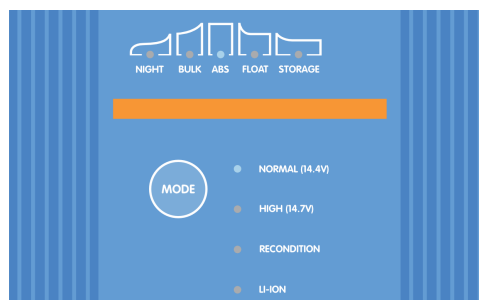 NIGHT BULK ABS FLOAT STORAGE
MODE
NORMAL (14.4V)
HIGH (14.7V)
RECONDITION
LI-ION